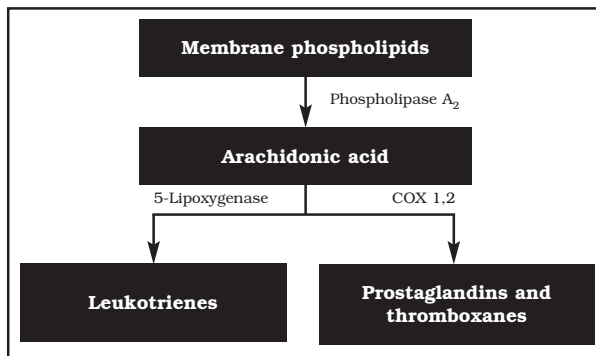 Membrane phospholipids
Phospholipase A₂
Arachidonic acid
5-Lipoxygenase
COX 1,2
Leukotrienes
Prostaglandins and
thromboxanes